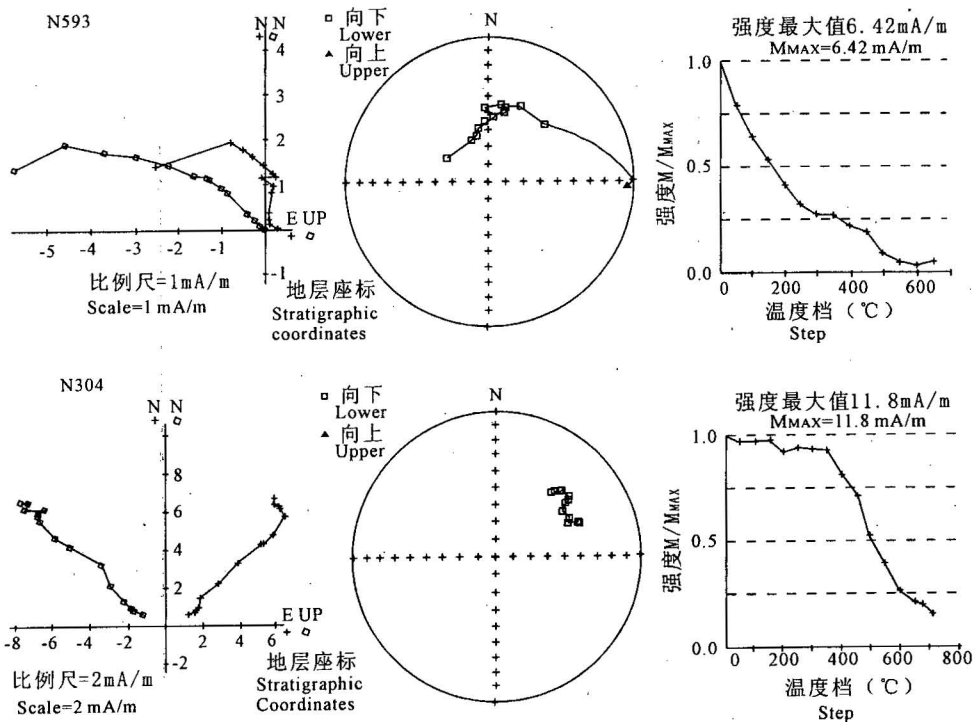 N593
N N
4
3
2
1
E UP
-5 -4 -3 -2 -1
-1
比例尺=1mA/m
Scale=1 mA/m
地层座标
Stratigraphic
coordinates
向下
Lower
向上
Upper
N
强度最大值6.42mA/m
MMAX=6.42 mA/m
1.0
0.5
0.0
强度M/MMAX
0 200 400 600
温度档(℃)
Step
N304
N N
8
6
4
2
E UP
-8 -6 -4 -2 2 4 6
-2
比例尺=2mA/m
Scale=2 mA/m
地层座标
Stratigraphic
Coordinates
向下
Lower
向上
Upper
N
强度最大值11.8mA/m
MMAX=11.8 mA/m
1.0
0.5
0.0
强度M/MMAX
0 200 400 600 800
温度档(℃)
Step